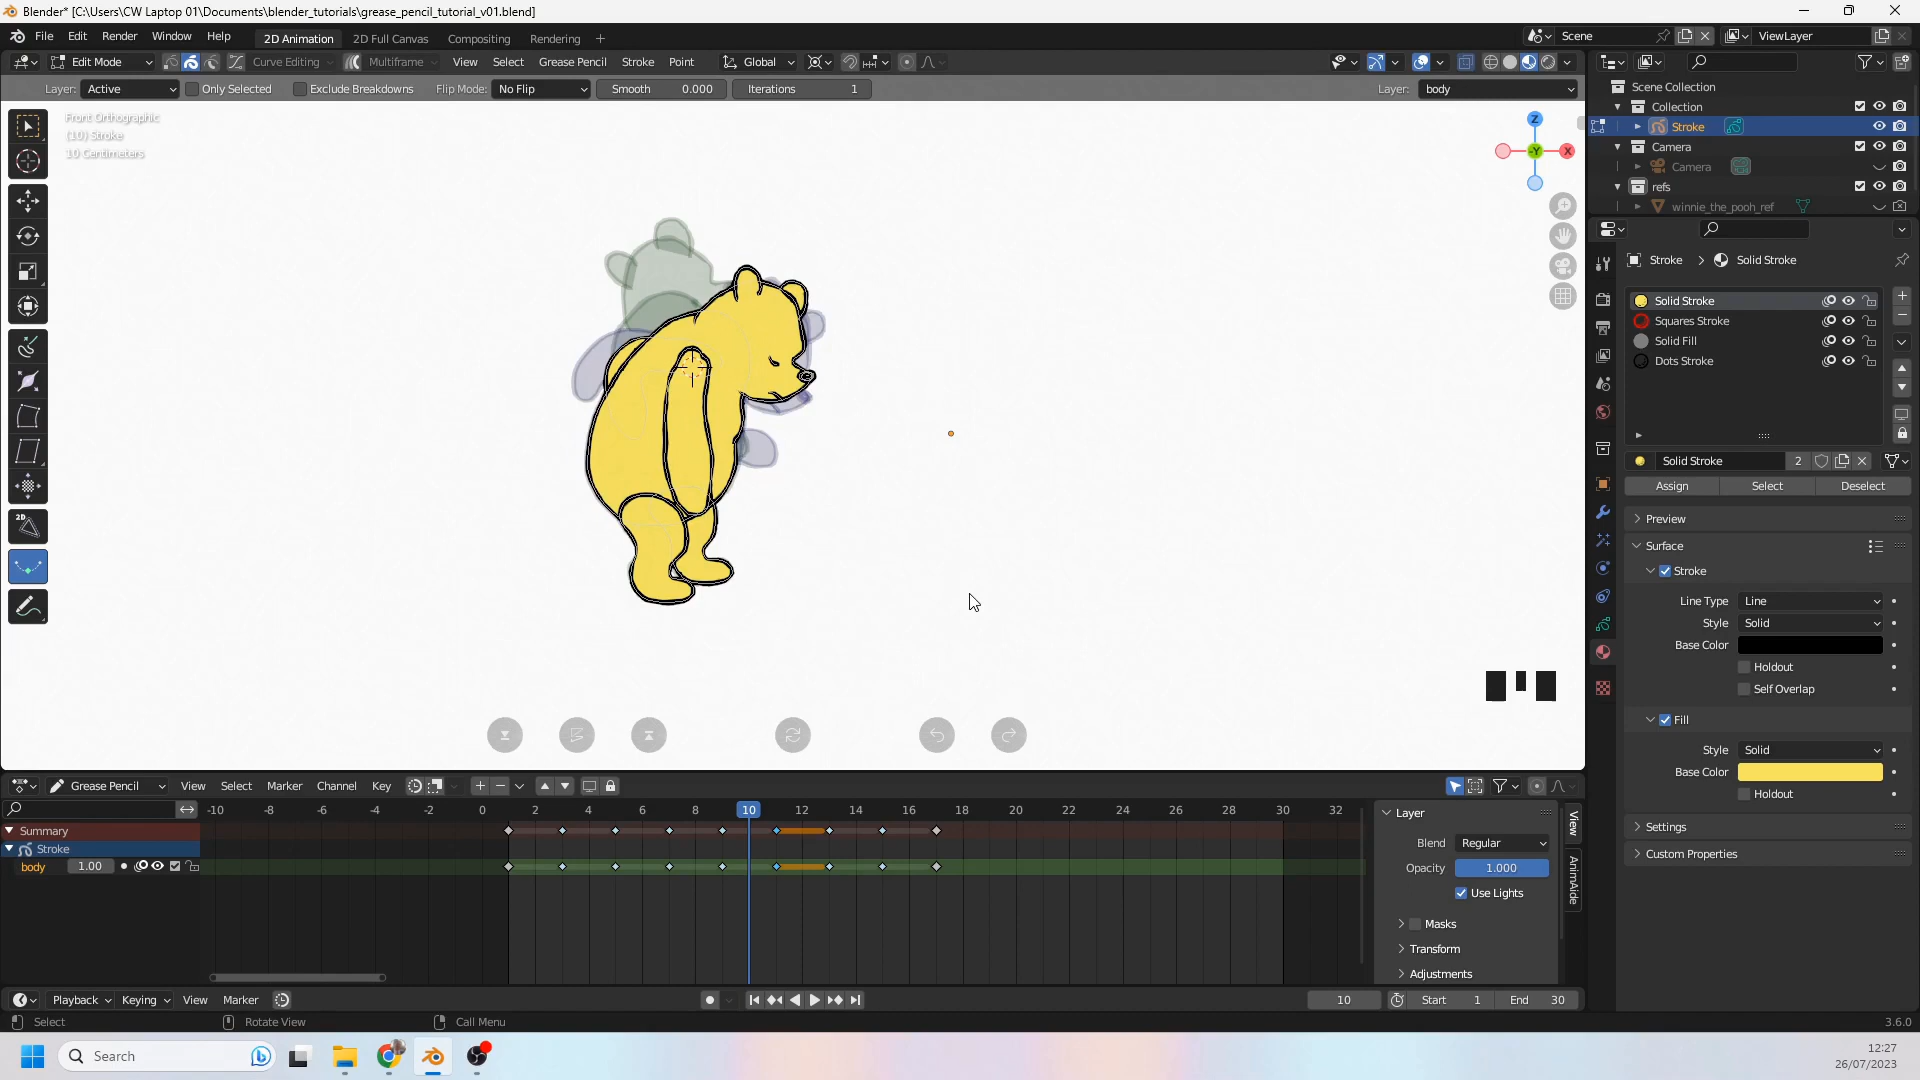 Blender* [C:\Users\CW Laptop 01\Documents\blender_tutorials\grease_pencil_tutorial_v01.blend]
File Edit Render Window Help 2D Animation 2D Full Canvas Compositing Rendering + Scene ViewLayer
Edit Mode Curve Editing Multiframe View Select Grease Pencil Stroke Point Global
Layer: Active Only Selected Exclude Breakdowns Flip Mode: No Flip Smooth 0.000 Iterations 1 Layer: body
Front Orthographic
(10) Stroke
10 Centimeters
Z
-Y
X
2D
Scene Collection
Collection
Stroke
Camera
Camera
refs
winnie_the_pooh_ref
Stroke > Solid Stroke
Solid Stroke
Squares Stroke
Solid Fill
Dots Stroke
Solid Stroke 2
Assign Select Deselect
Preview
Surface
Stroke
Line Type Line
Style Solid
Base Color
Holdout
Self Overlap
Fill
Style Solid
Base Color
Holdout
Settings
Custom Properties
Grease Pencil View Select Marker Channel Key
-10 -8 -6 -4 -2 0 2 4 6 8 10 12 14 16 18 20 22 24 26 28 30 32
Summary
Stroke
body 1.00
Layer
Blend Regular
Opacity 1.000
Use Lights
Masks
Transform
Adjustments
View
AnimAide
Playback Keying View Marker 10 Start 1 End 30
Select Rotate View Call Menu 3.6.0
Search
12:27
26/07/2023